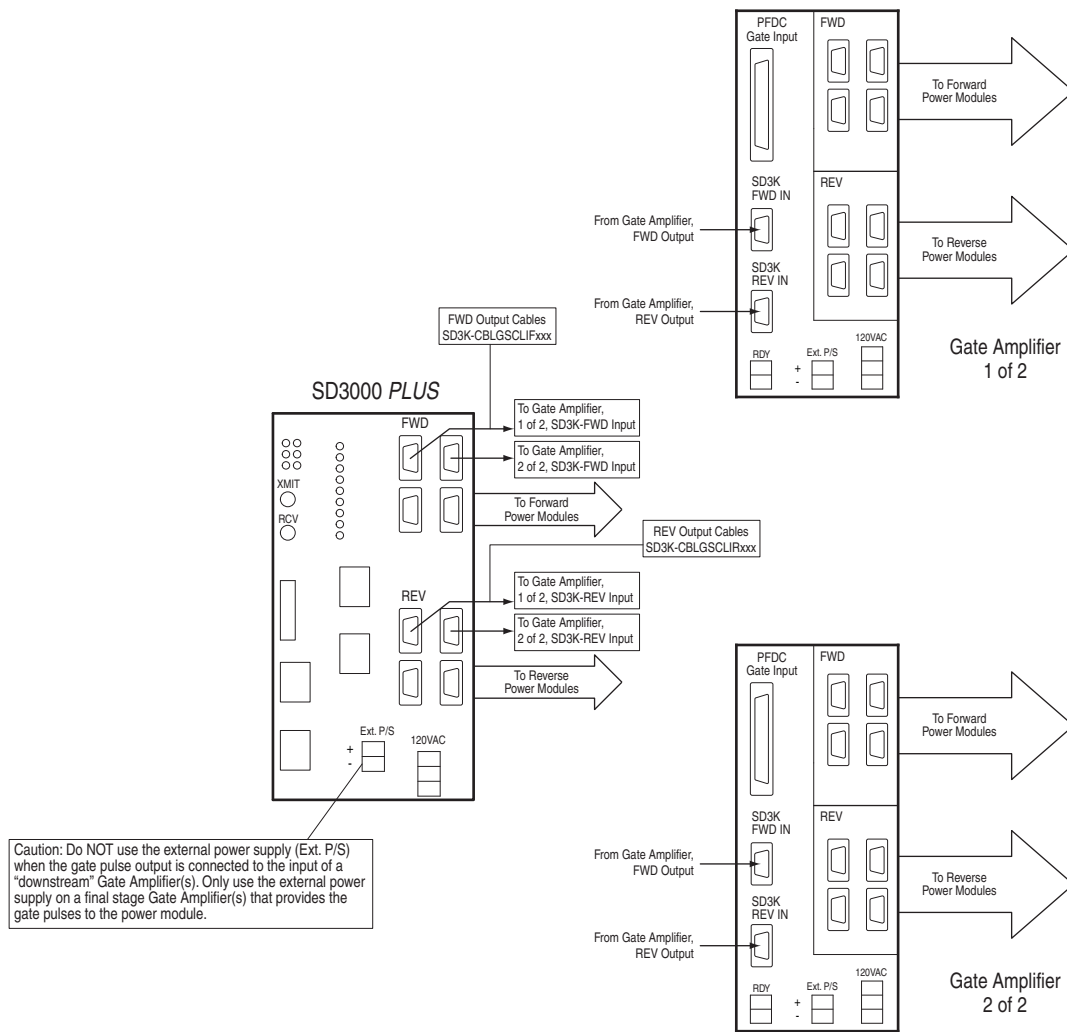 PFDC
Gate Input
FWD
To Forward
Power Modules
SD3K
FWD IN
REV
From Gate Amplifier,
FWD Output
To Reverse
Power Modules
SD3K
REV IN
From Gate Amplifier,
REV Output
RDY
+
-
Ext. P/S
120VAC
Gate Amplifier
1 of 2
FWD Output Cables
SD3K-CBLGSCLIFxxx
SD3000 PLUS
FWD
To Gate Amplifier,
1 of 2, SD3K-FWD Input
To Gate Amplifier,
2 of 2, SD3K-FWD Input
XMIT
RCV
To Forward
Power Modules
REV Output Cables
SD3K-CBLGSCLIRxxx
REV
To Gate Amplifier,
1 of 2, SD3K-REV Input
To Gate Amplifier,
2 of 2, SD3K-REV Input
To Reverse
Power Modules
Ext. P/S
+
-
120VAC
Caution: Do NOT use the external power supply (Ext. P/S)
when the gate pulse output is connected to the input of a
“downstream” Gate Amplifier(s). Only use the external power
supply on a final stage Gate Amplifier(s) that provides the
gate pulses to the power module.
PFDC
Gate Input
FWD
To Forward
Power Modules
SD3K
FWD IN
REV
From Gate Amplifier,
FWD Output
To Reverse
Power Modules
SD3K
REV IN
From Gate Amplifier,
REV Output
RDY
+
-
Ext. P/S
120VAC
Gate Amplifier
2 of 2